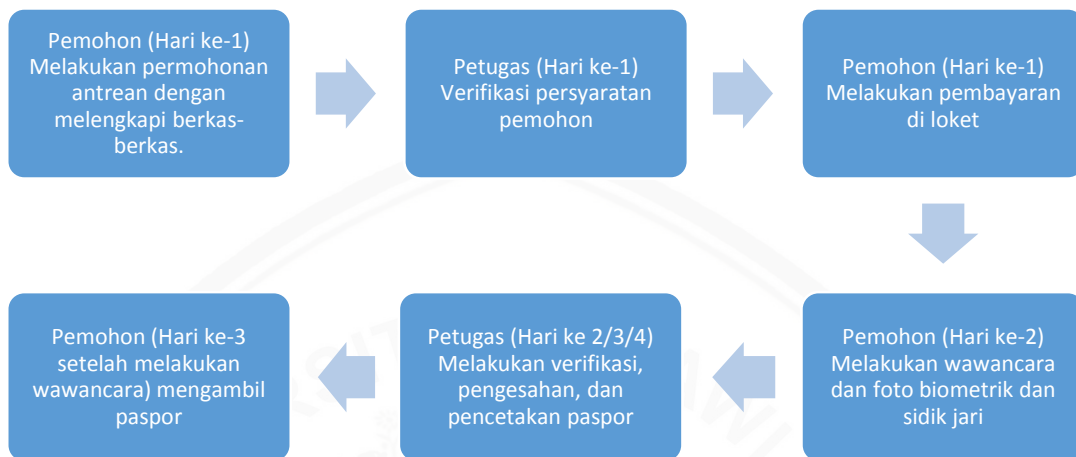 Pemohon (Hari ke-1)
Melakukan permohonan
antrean dengan
melengkapi berkas-
berkas.
Petugas (Hari ke-1)
Verifikasi persyaratan
pemohon
Pemohon (Hari ke-1)
Melakukan pembayaran
di loket
Pemohon (Hari ke-2)
Melakukan wawancara
dan foto biometrik dan
sidik jari
Petugas (Hari ke 2/3/4)
Melakukan verifikasi,
pengesahan, dan
pencetakan paspor
Pemohon (Hari ke-3
setelah melakukan
wawancara) mengambil
paspor